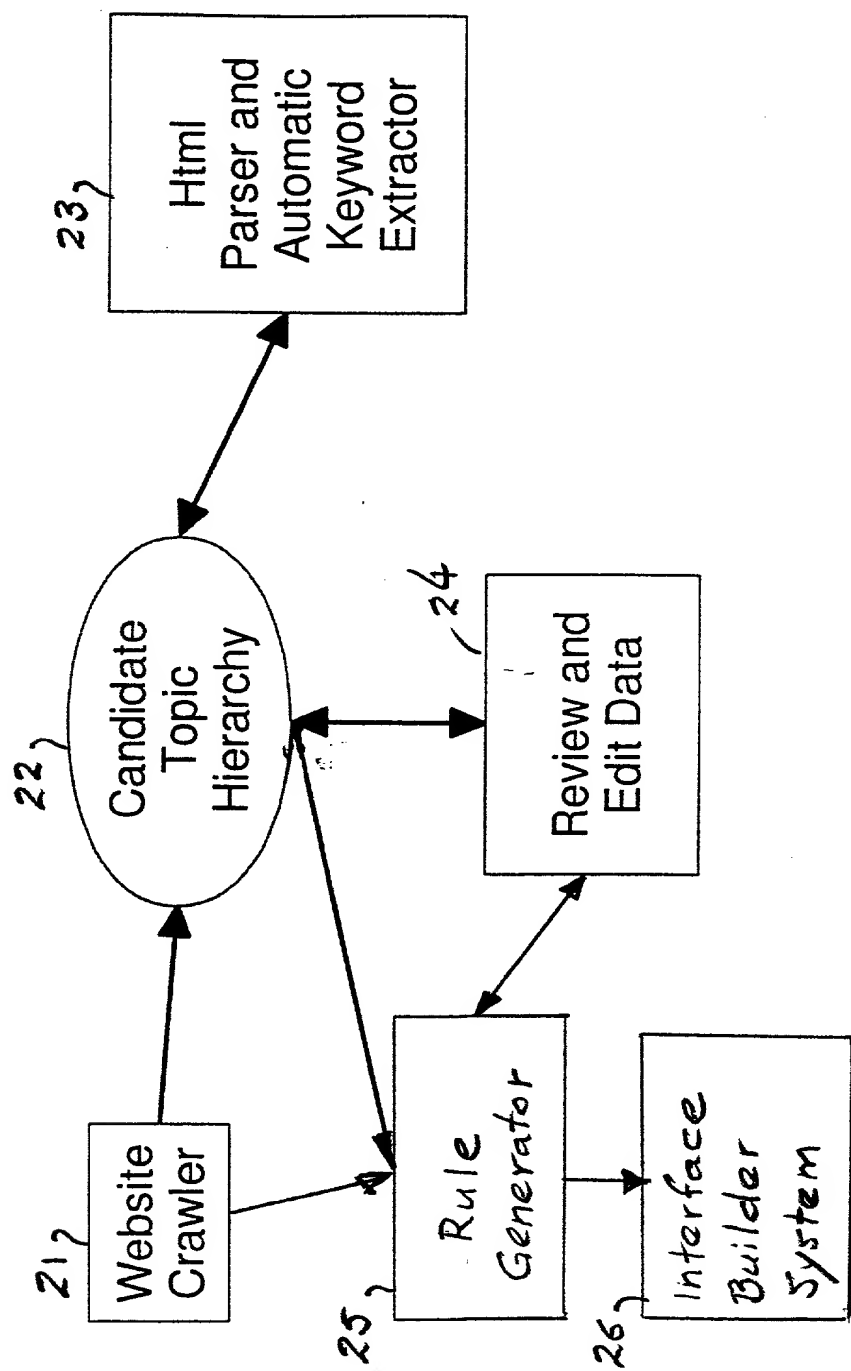 21
Website
Crawler
22
Candidate
Topic
Hierarchy
23
Html
Parser and
Automatic
Keyword
Extractor
24
Review and
Edit Data
25
Rule
Generator
26
Interface
Builder
System